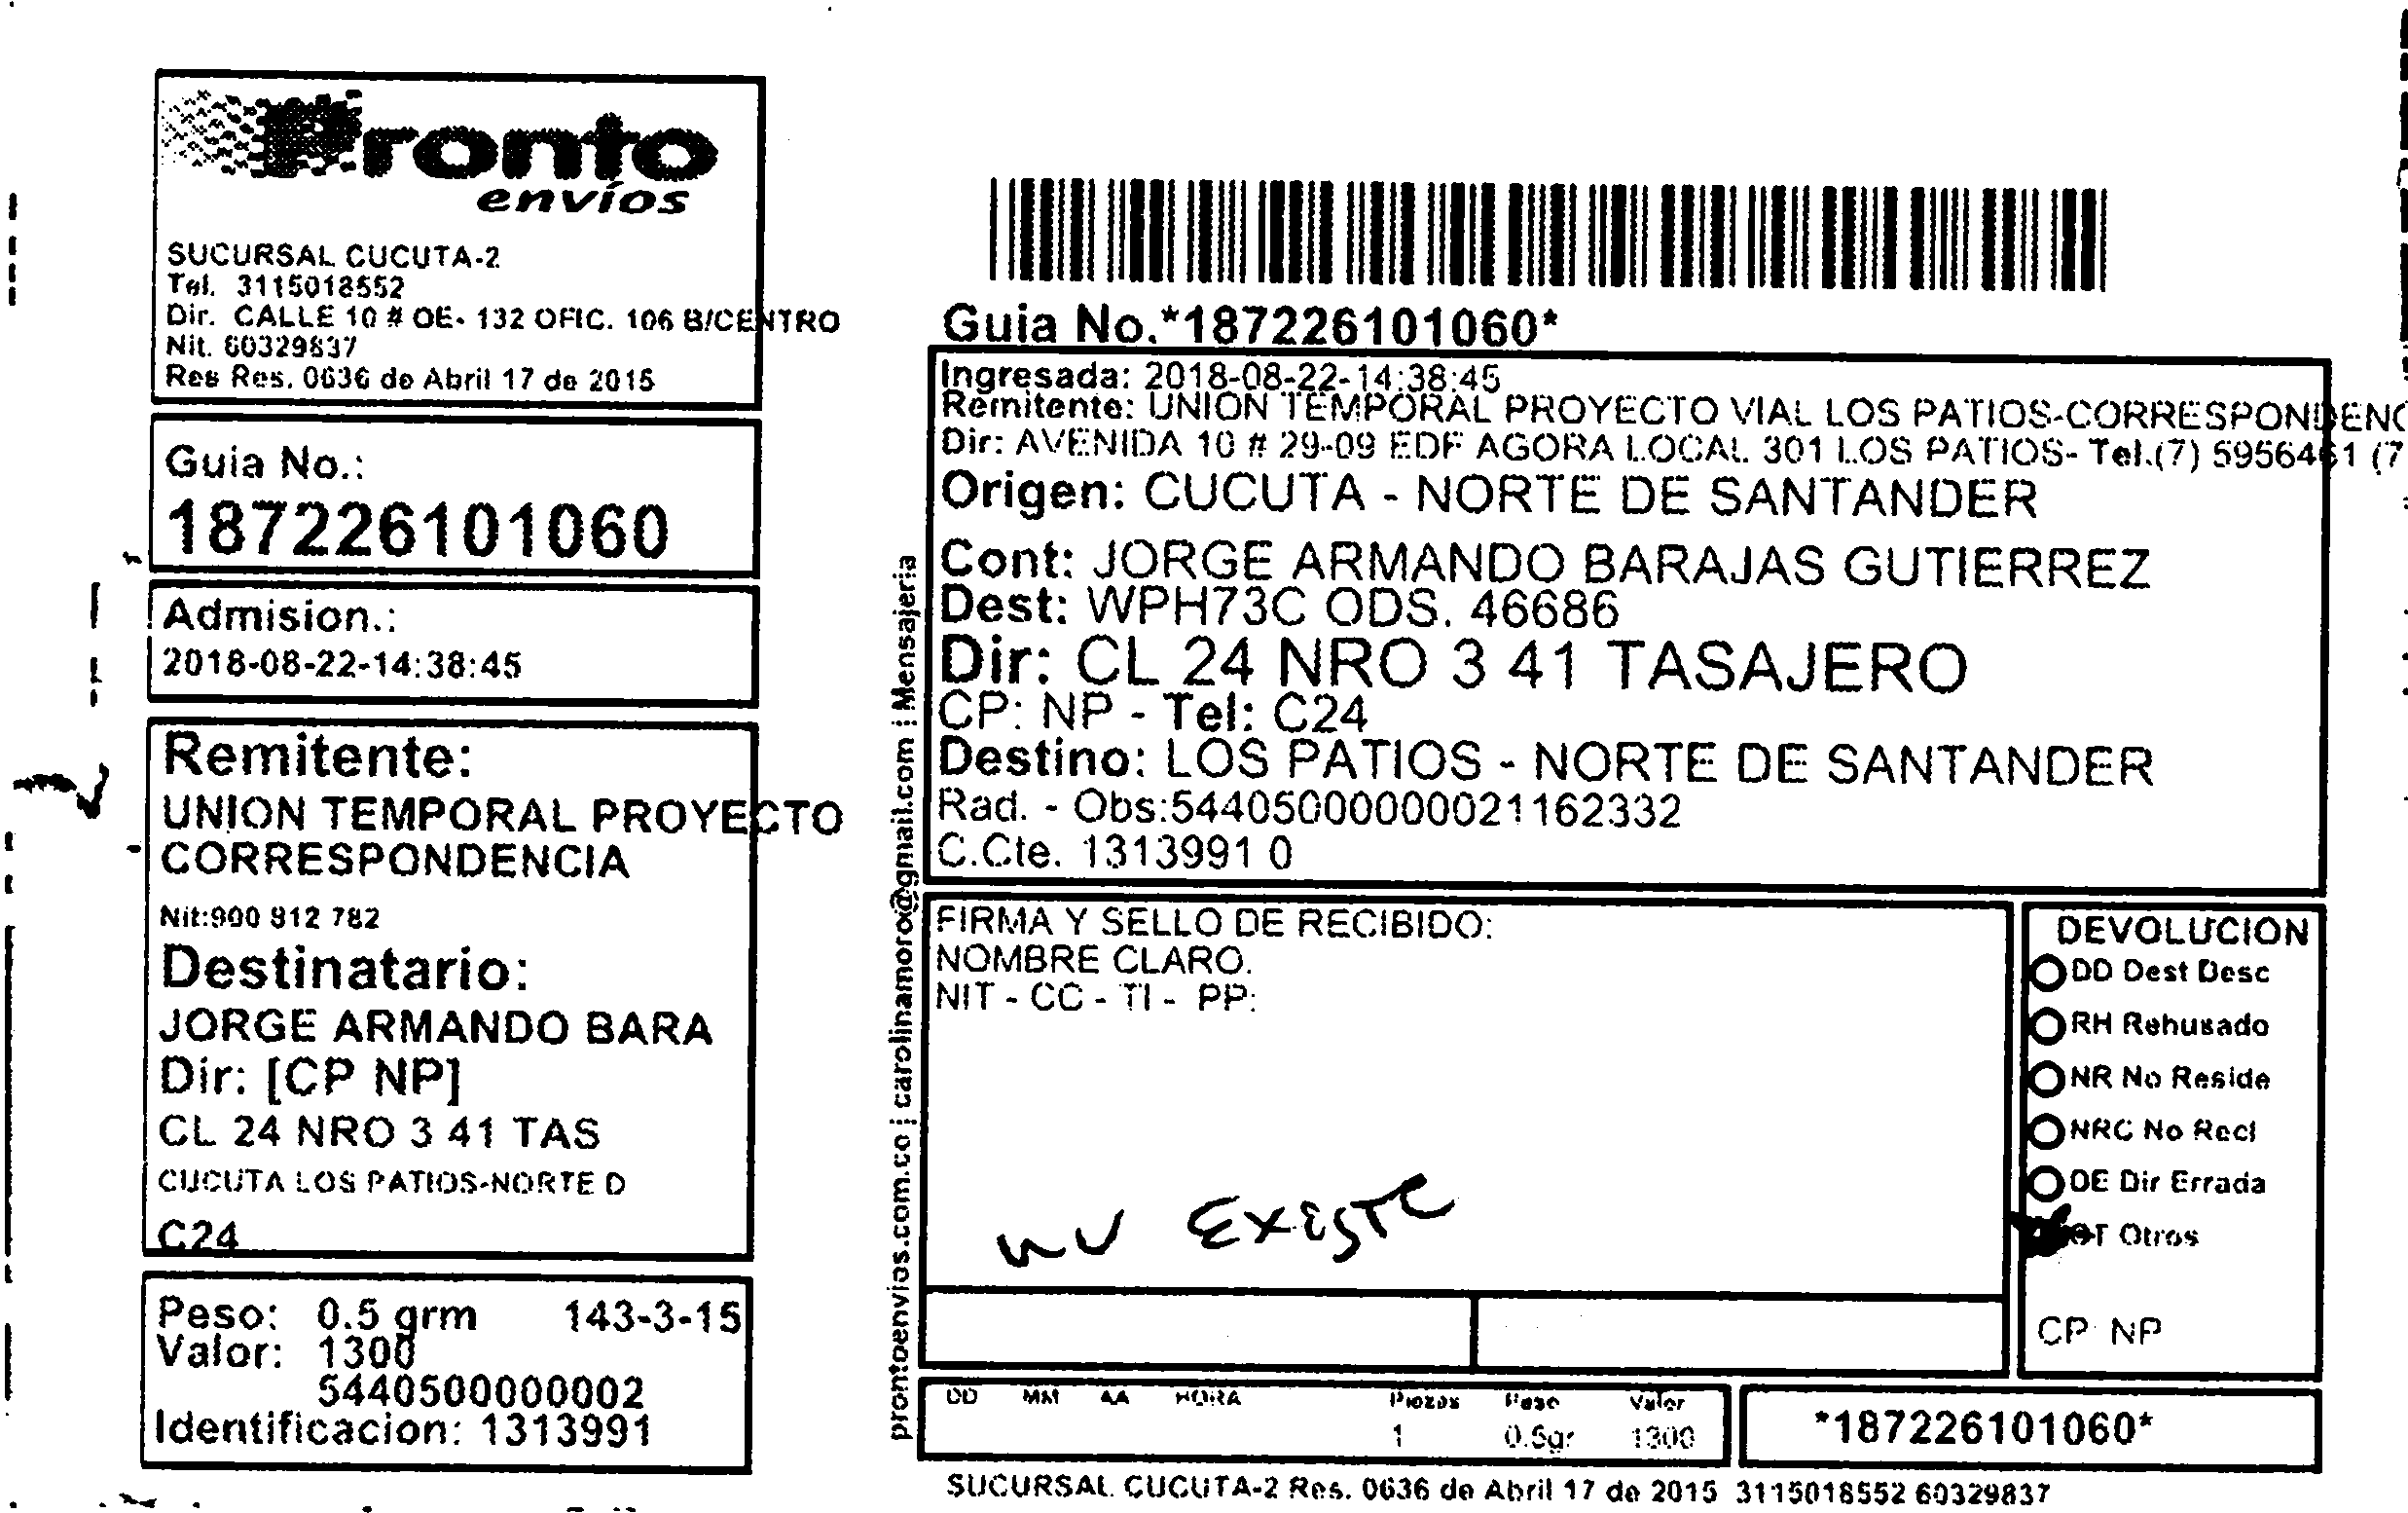 Pronto
envíos
SUCURSAL CUCUTA-2
Tel. 3115018552
Dir. CALLE 10 # OE- 132 OFIC. 106 B/CENTRO
Nit. 60329837
Res Res. 0636 de Abril 17 de 2015
Guia No.:
187226101060
Admision.:
2018-08-22-14:38:45
Remitente:
UNION TEMPORAL PROYECTO
CORRESPONDENCIA
Nit:900 912 782
Destinatario:
JORGE ARMANDO BARA
Dir: [CP NP]
CL 24 NRO 3 41 TAS
CUCUTA LOS PATIOS-NORTE D
C24
Peso: 0.5 grm 143-3-15
Valor: 1300
5440500000002
Identificacion: 1313991
prontoenvios.com.co | carolinamoro@gmail.com | Mensajeria
Guia No.*187226101060*
Ingresada: 2018-08-22-14:38:45
Remitente: UNION TEMPORAL PROYECTO VIAL LOS PATIOS-CORRESPONDENC
Dir: AVENIDA 10 # 29-09 EDF AGORA LOCAL 301 LOS PATIOS- Tel.(7) 5956461 (7
Origen: CUCUTA - NORTE DE SANTANDER
Cont: JORGE ARMANDO BARAJAS GUTIERREZ
Dest: WPH73C ODS. 46686
Dir: CL 24 NRO 3 41 TASAJERO
CP: NP - Tel: C24
Destino: LOS PATIOS - NORTE DE SANTANDER
Rad. - Obs:544050000000021162332
C.Cte. 1313991 0
FIRMA Y SELLO DE RECIBIDO:
NOMBRE CLARO.
NIT - CC - TI - PP:
no Existe
DEVOLUCION
DD Dest Desc
RH Rehusado
NR No Reside
NRC No Recl
DE Dir Errada
OT Otros
CP NP
DD MM AA HORA Piezas Peso Valor
1 0.5gr 1300
*187226101060*
SUCURSAL CUCUTA-2 Res. 0636 de Abril 17 de 2015 3115018552 60329837